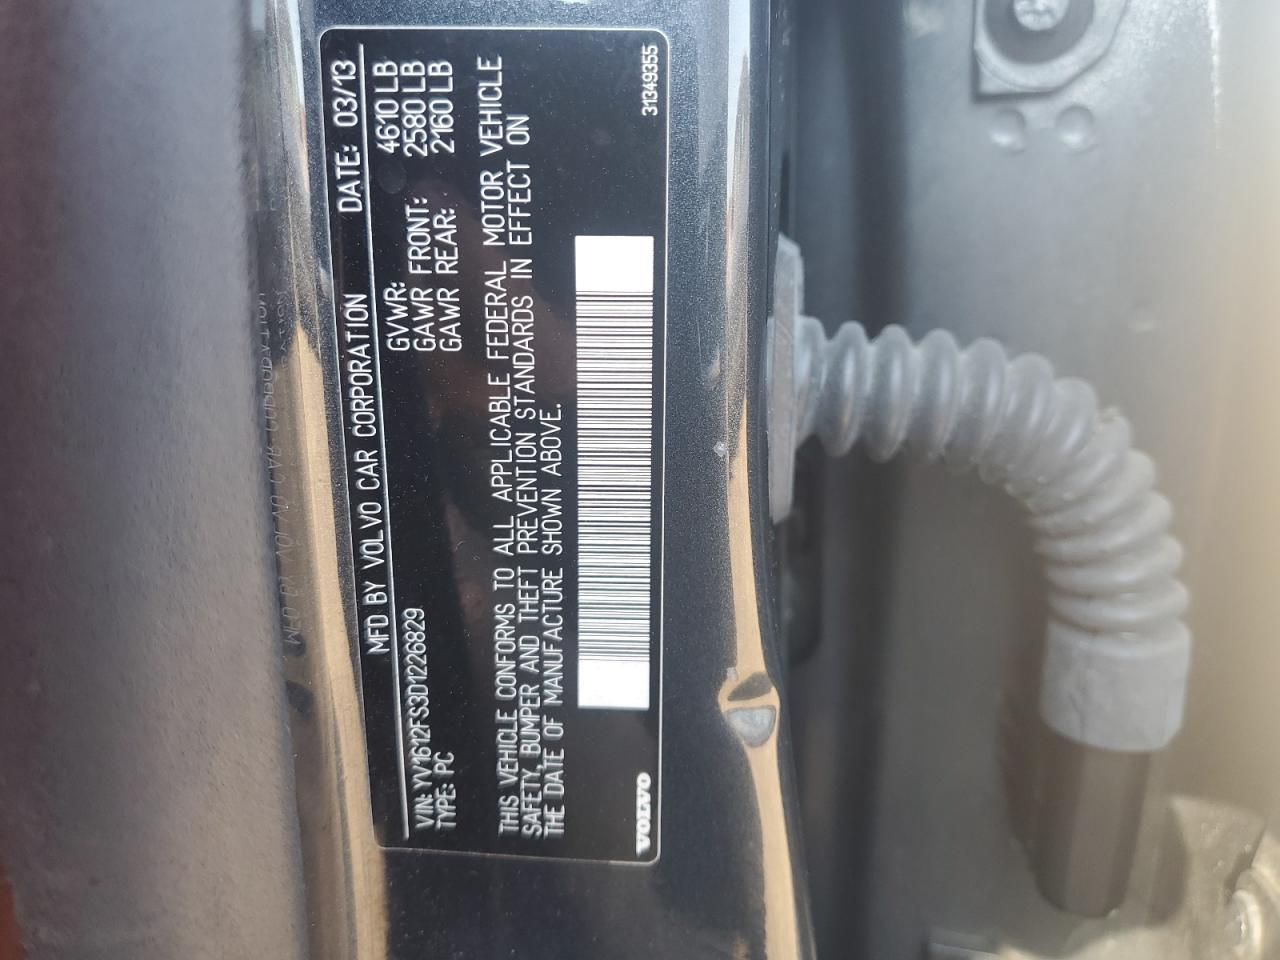 MFD BY VOLVO CAR CORPORATION DATE: 03/13
GVWR: 4610 LB
GAWR FRONT: 2580 LB
GAWR REAR: 2160 LB
VIN: YV1612FS3D1226829
TYPE: PC
THIS VEHICLE CONFORMS TO ALL APPLICABLE FEDERAL MOTOR VEHICLE
SAFETY, BUMPER AND THEFT PREVENTION STANDARDS IN EFFECT ON
THE DATE OF MANUFACTURE SHOWN ABOVE.
VOLVO
31349355